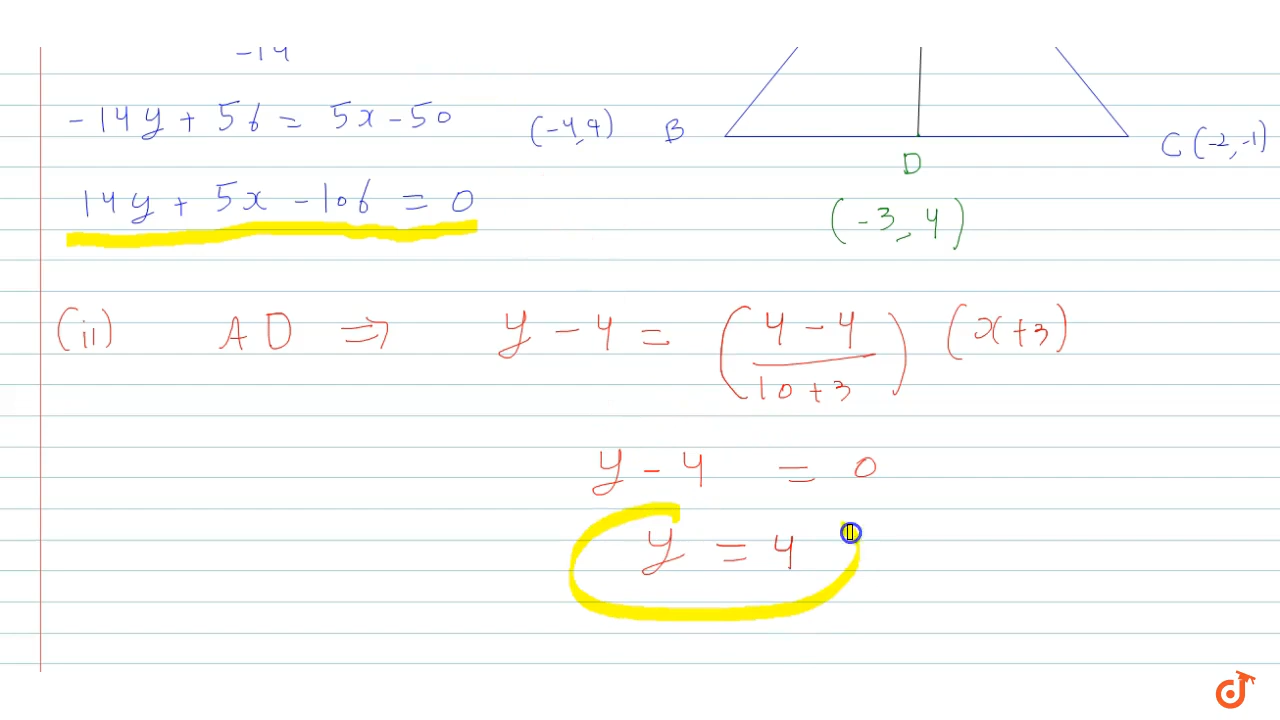 -14
-14y + 56 = 5x - 50
(-4, 9) B
C (-2, -1)
D
14y + 5x - 106 = 0
(-3, 4)
(ii) AD ⇒ y - 4 = ((4 - 4)/(10 + 3)) (x + 3)
y - 4 = 0
y = 4